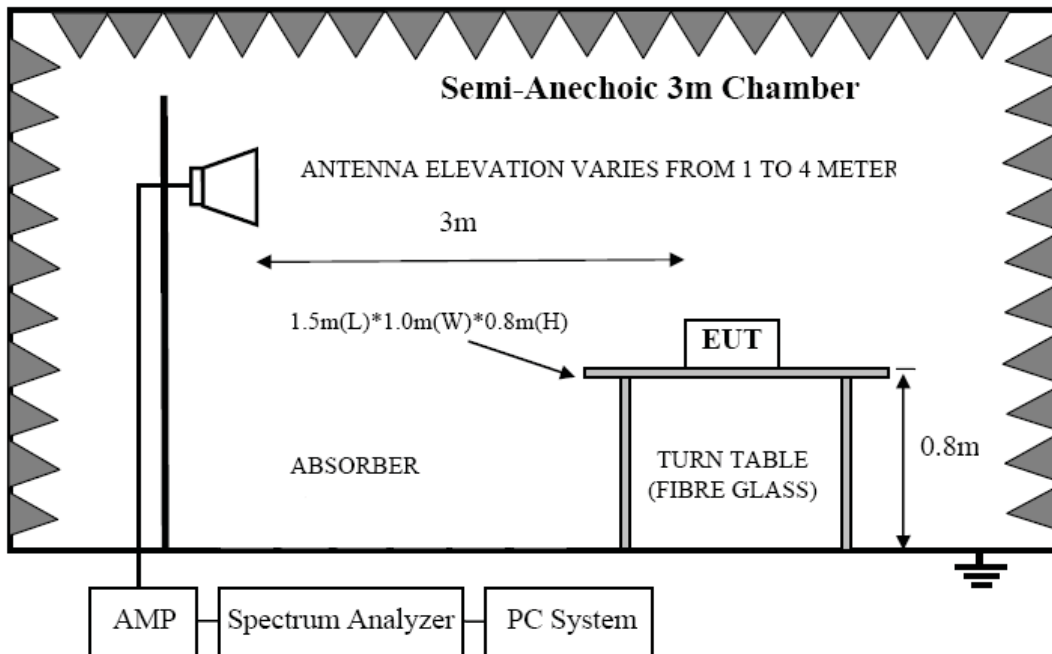 Semi-Anechoic 3m Chamber
ANTENNA ELEVATION VARIES FROM 1 TO 4 METER
3m
1.5m(L)*1.0m(W)*0.8m(H)
EUT
0.8m
ABSORBER
TURN TABLE
(FIBRE GLASS)
AMP
Spectrum Analyzer
PC System